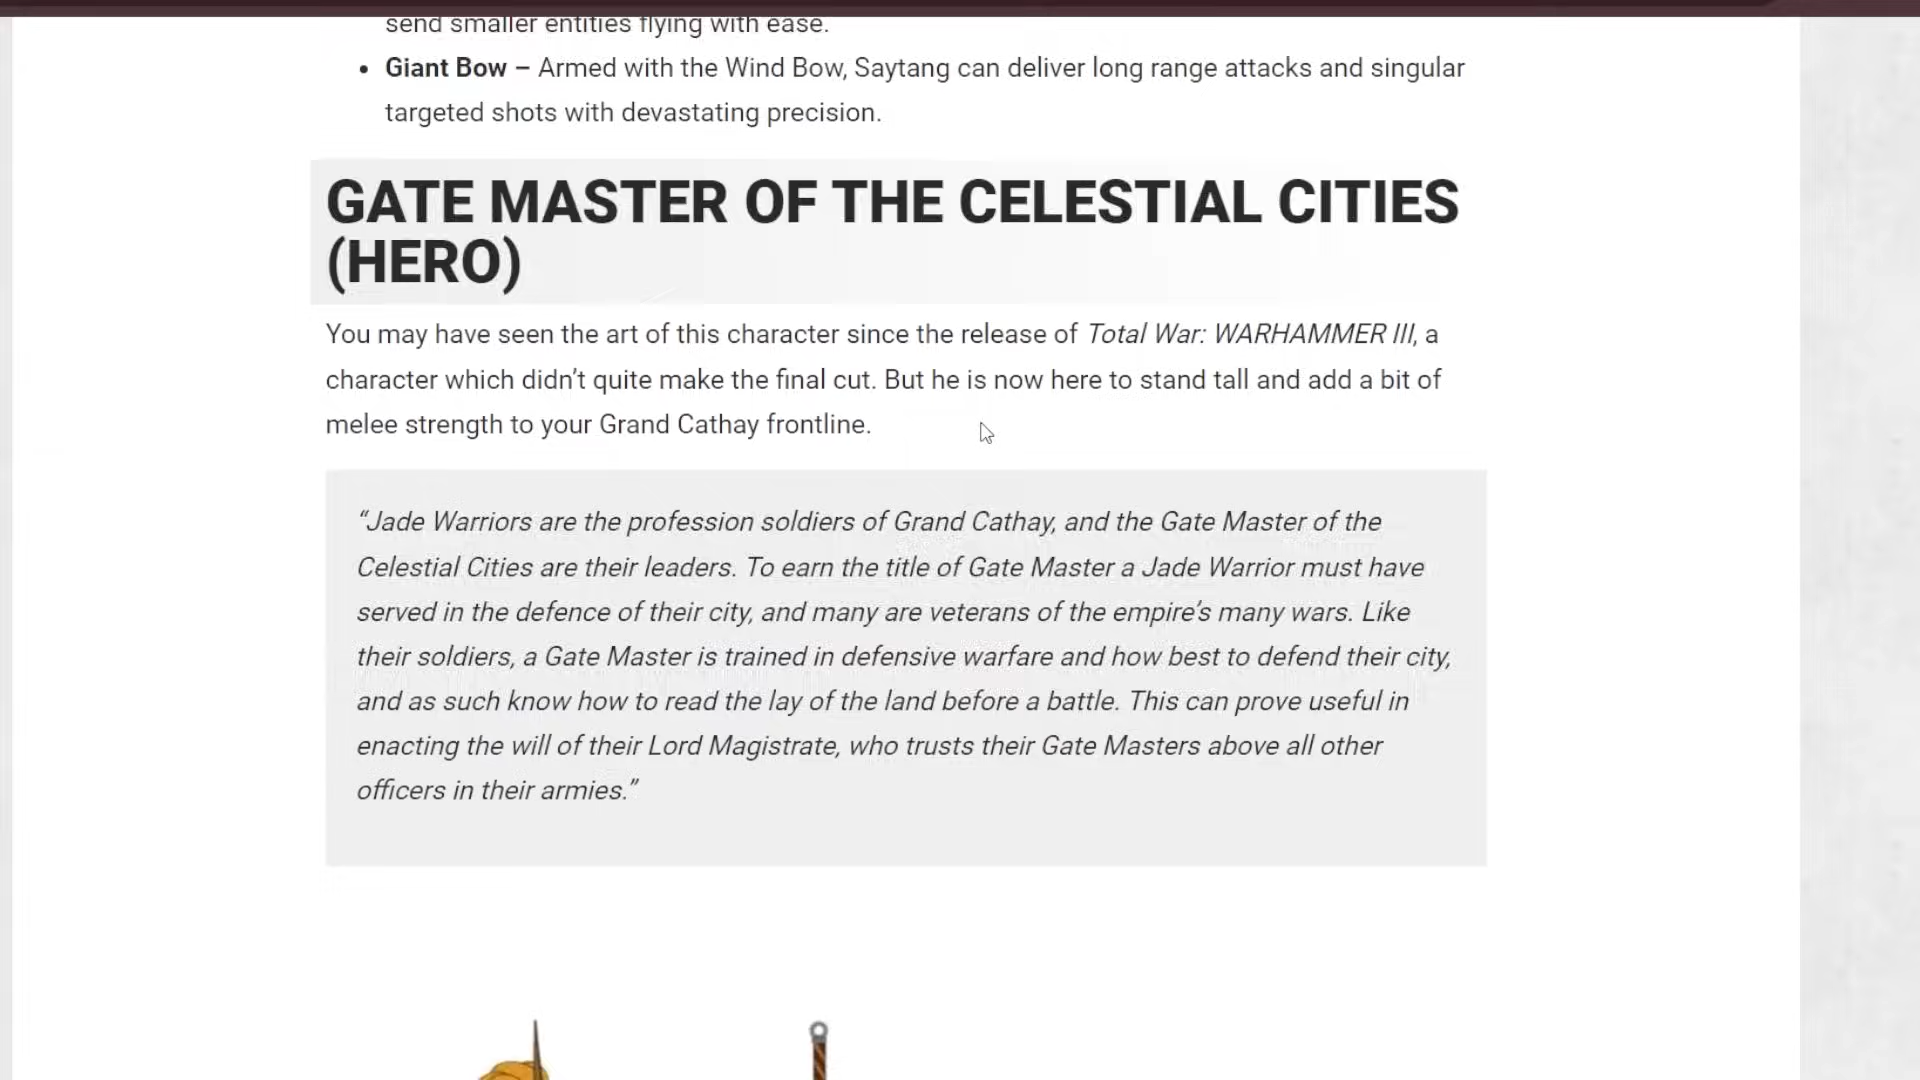 send smaller entities flying with ease.
• Giant Bow – Armed with the Wind Bow, Saytang can deliver long range attacks and singular
targeted shots with devastating precision.
GATE MASTER OF THE CELESTIAL CITIES
(HERO)
You may have seen the art of this character since the release of Total War: WARHAMMER III, a
character which didn’t quite make the final cut. But he is now here to stand tall and add a bit of
melee strength to your Grand Cathay frontline.
“Jade Warriors are the profession soldiers of Grand Cathay, and the Gate Master of the
Celestial Cities are their leaders. To earn the title of Gate Master a Jade Warrior must have
served in the defence of their city, and many are veterans of the empire’s many wars. Like
their soldiers, a Gate Master is trained in defensive warfare and how best to defend their city,
and as such know how to read the lay of the land before a battle. This can prove useful in
enacting the will of their Lord Magistrate, who trusts their Gate Masters above all other
officers in their armies.”